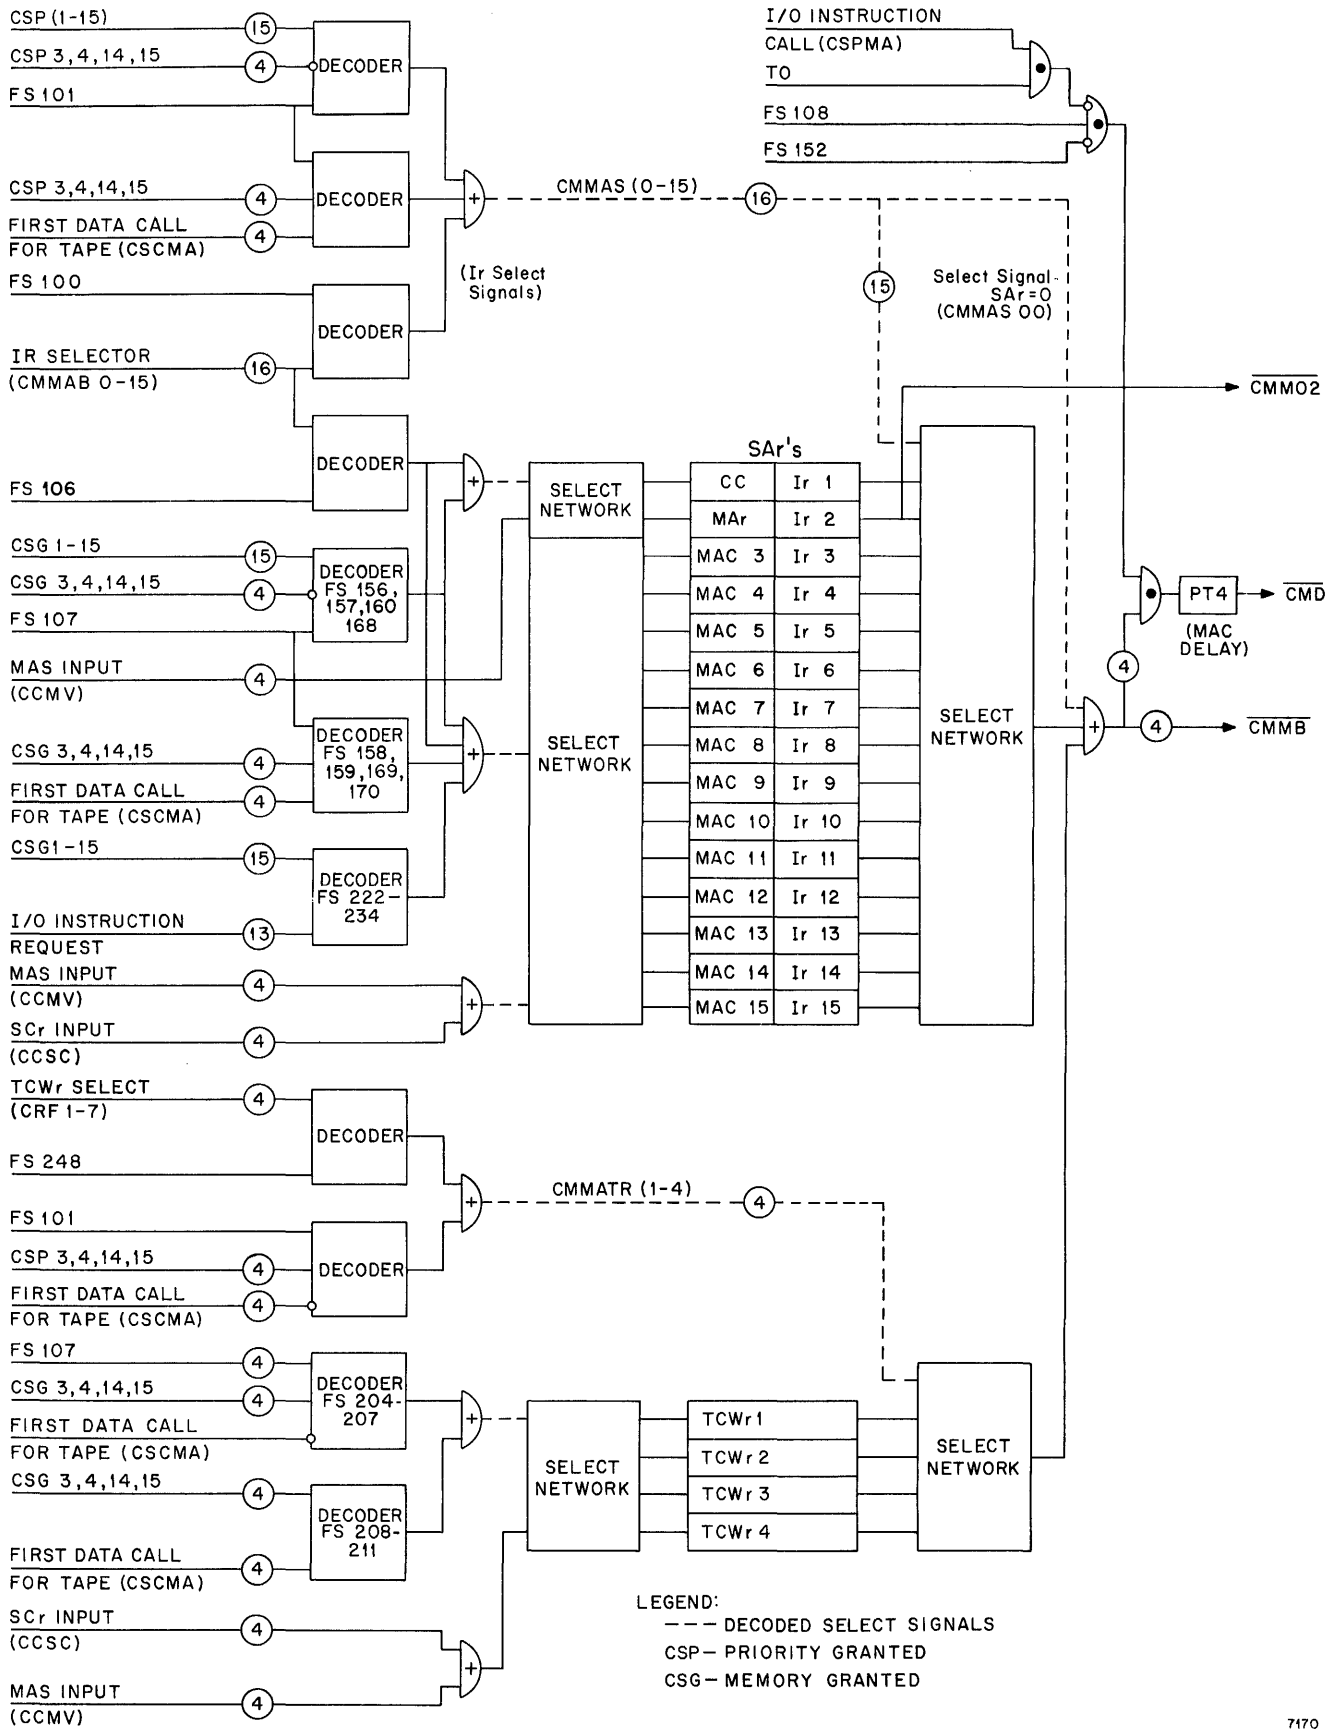 CSP (1-15)
15
CSP 3,4,14,15
4
DECODER
FS 101
I/O INSTRUCTION
CALL (CSPMA)
TO
FS 108
FS 152
CSP 3,4,14,15
4
DECODER
FIRST DATA CALL
4
FOR TAPE (CSCMA)
+
CMMAS (0-15)
16
FS 100
(Ir Select
Signals)
DECODER
15
Select Signal
SAr=0
(CMMAS 00)
IR SELECTOR
16
(CMMAB 0-15)
CMM02
DECODER
FS 106
+
SELECT
NETWORK
SAr's
CC Ir 1
MAr Ir 2
MAC 3 Ir 3
MAC 4 Ir 4
MAC 5 Ir 5
MAC 6 Ir 6
MAC 7 Ir 7
MAC 8 Ir 8
MAC 9 Ir 9
MAC 10 Ir 10
MAC 11 Ir 11
MAC 12 Ir 12
MAC 13 Ir 13
MAC 14 Ir 14
MAC 15 Ir 15
CSG 1-15
15
CSG 3,4,14,15
4
FS 107
DECODER
FS 156,
157,160
168
MAS INPUT
4
(CCMV)
CSG 3,4,14,15
4
FIRST DATA CALL
4
FOR TAPE (CSCMA)
DECODER
FS 158,
159,169,
170
+
SELECT
NETWORK
SELECT
NETWORK
PT4
CMD
(MAC
DELAY)
4
+
4
CMMB
CSG1-15
15
DECODER
FS 222-
234
I/O INSTRUCTION
13
REQUEST
MAS INPUT
4
(CCMV)
+
SCr INPUT
4
(CCSC)
TCWr SELECT
4
(CRF 1-7)
DECODER
FS 248
+
CMMATR (1-4)
4
FS 101
CSP 3,4,14,15
4
DECODER
FIRST DATA CALL
4
FOR TAPE (CSCMA)
FS 107
4
CSG 3,4,14,15
4
DECODER
FS 204-
207
FIRST DATA CALL
FOR TAPE (CSCMA)
+
CSG 3,4,14,15
4
DECODER
FS 208-
211
FIRST DATA CALL
4
FOR TAPE (CSCMA)
SELECT
NETWORK
TCWr 1
TCWr 2
TCWr 3
TCWr 4
SELECT
NETWORK
SCr INPUT
4
(CCSC)
+
MAS INPUT
4
(CCMV)
LEGEND:
--- DECODED SELECT SIGNALS
CSP— PRIORITY GRANTED
CSG— MEMORY GRANTED
7170